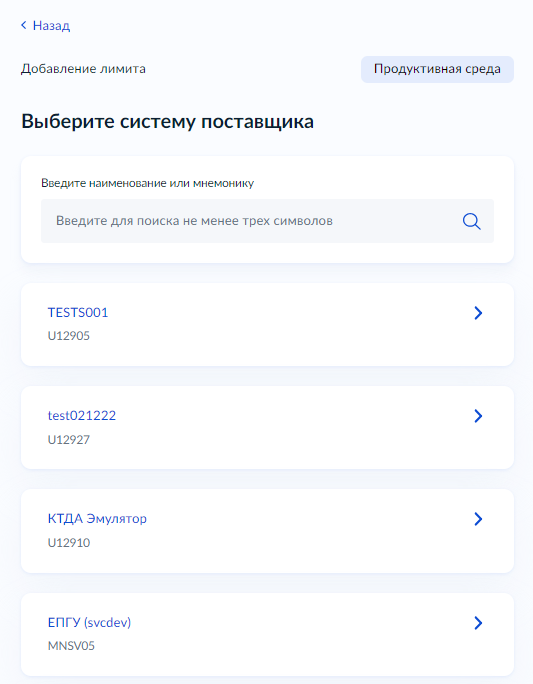 Назад
Добавление лимита
Продуктивная среда
Выберите систему поставщика
Введите наименование или мнемонику
Введите для поиска не менее трех символов
TESTS001
U12905
test021222
U12927
КТДА Эмулятор
U12910
ЕПГУ (svcdev)
MNSV05